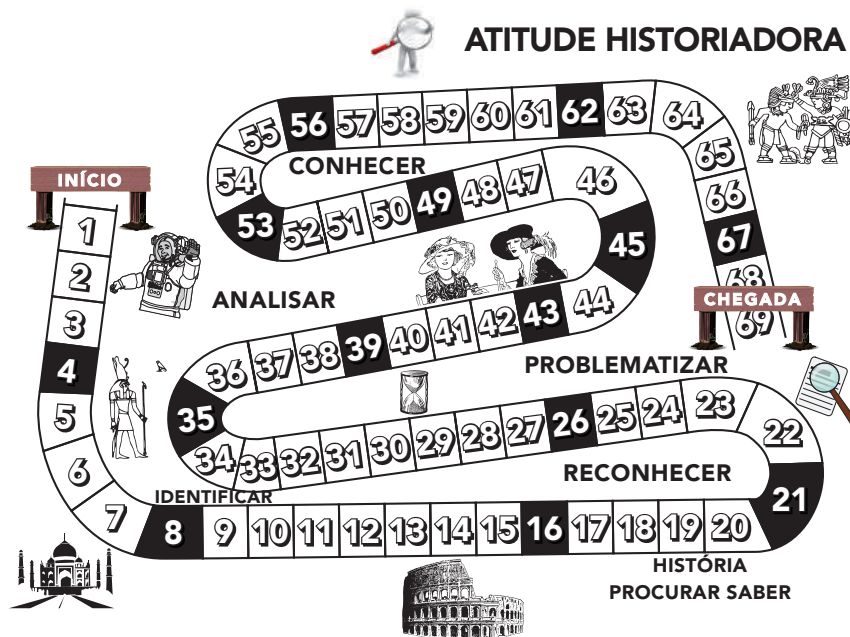 ATITUDE HISTORIADORA
55 56 57 58 59 60 61 62 63 64
65
CONHECER
54
INÍCIO
46
47
48
49
50
51
52
53
66
1
67
45
2
68
ANALISAR
CHEGADA
44
43
42
41
40
39
38
37
36
69
3
PROBLEMATIZAR
4
35
5
34 33 32 31 30 29 28 27 26 25 24 23
22
6
RECONHECER
IDENTIFICAR
21
7 8 9 10 11 12 13 14 15 16 17 18 19 20
HISTÓRIA
PROCURAR SABER